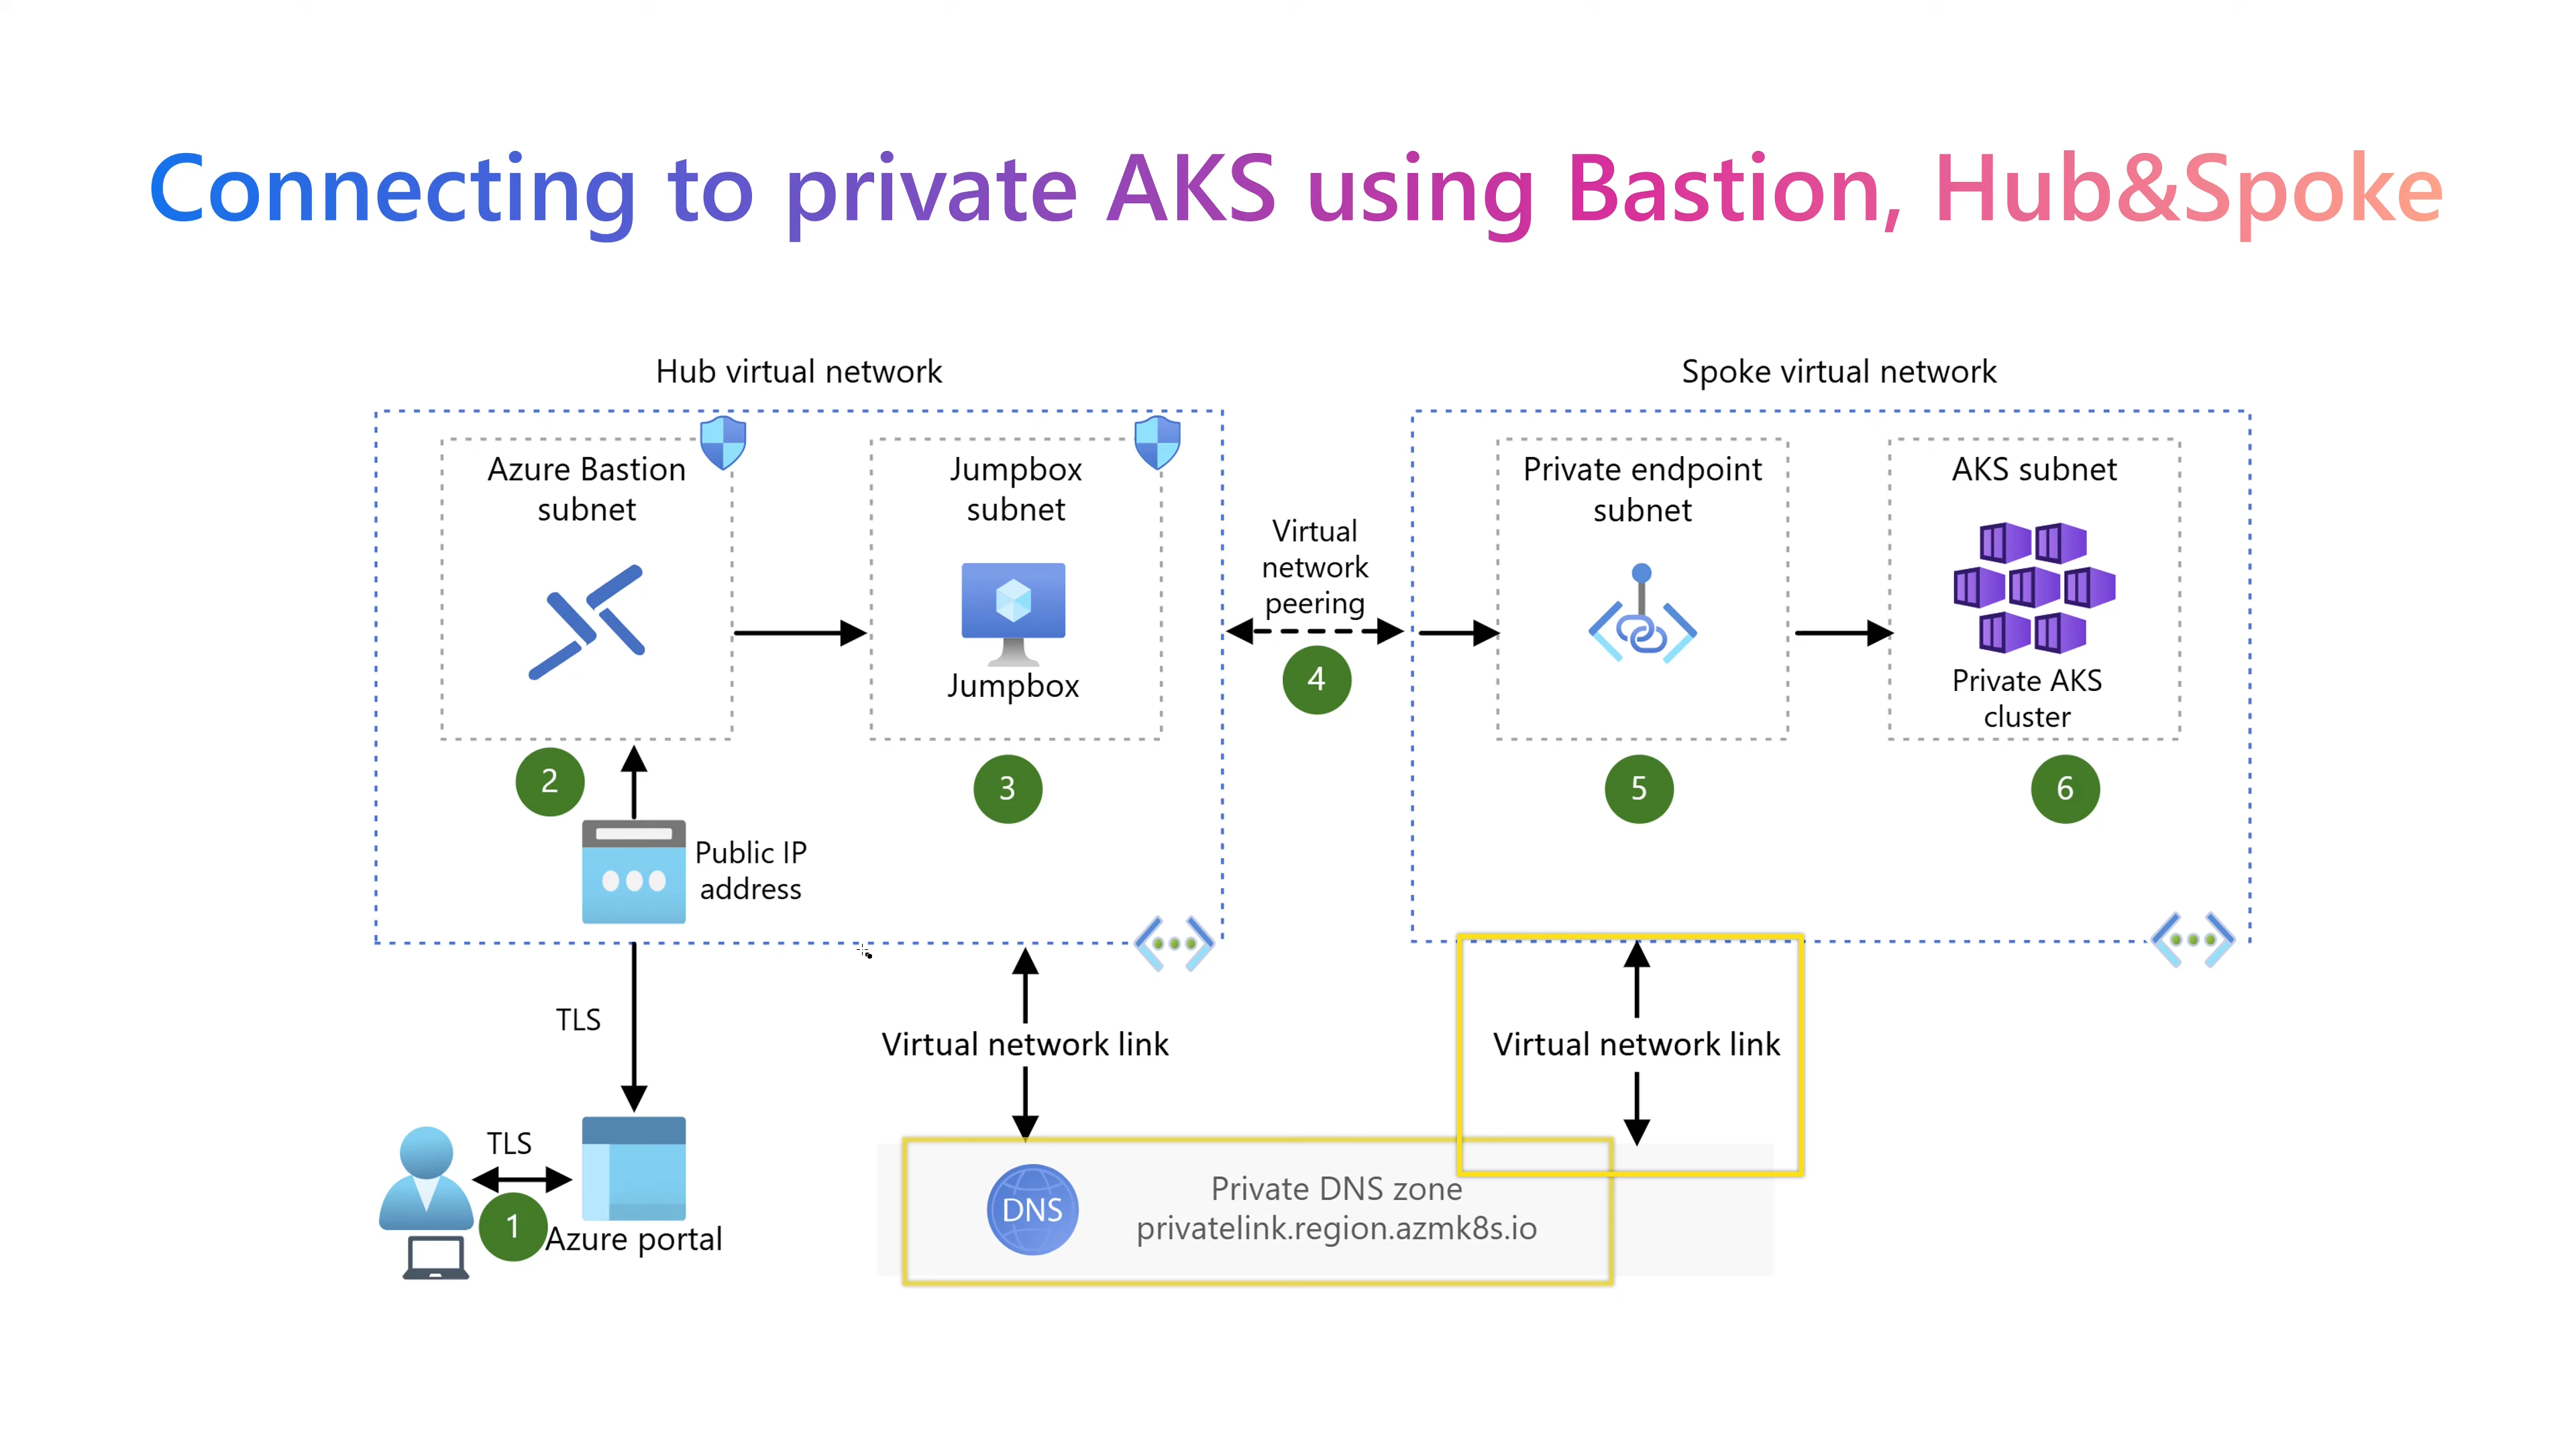 Connecting to private AKS using Bastion, Hub&Spoke
Hub virtual network
Azure Bastion
subnet
Jumpbox
subnet
Jumpbox
2
3
Public IP
address
Virtual
network
peering
4
Spoke virtual network
Private endpoint
subnet
AKS subnet
Private AKS
cluster
5
6
TLS
Virtual network link
Virtual network link
TLS
1
Azure portal
DNS
Private DNS zone
privatelink.region.azmk8s.io